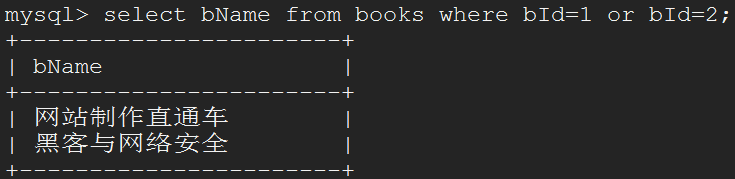 mysql> select bName from books where bId=1 or bId=2;
+-----------------------+
| bName                 |
+-----------------------+
| 网站制作直通车        |
| 黑客与网络安全        |
+-----------------------+